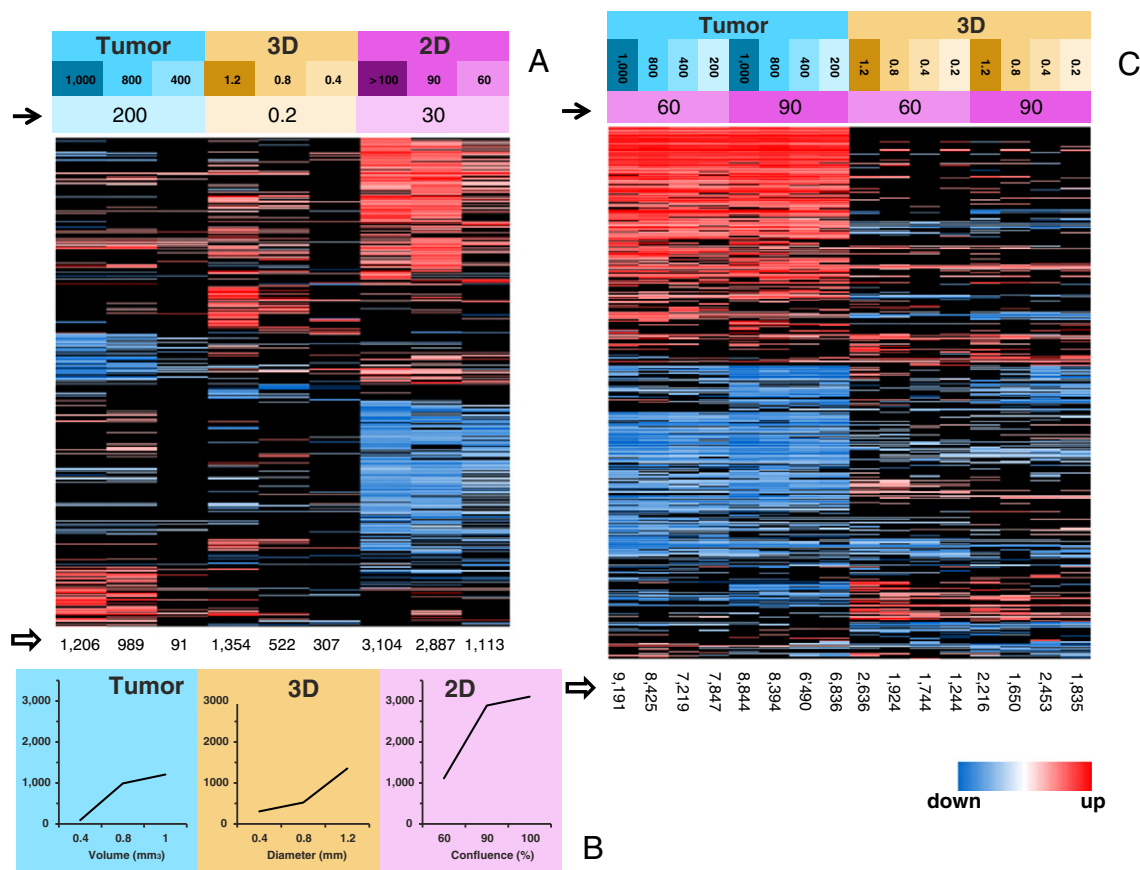 Tumor 3D 2D A
1,000 800 400 1.2 0.8 0.4 >100 90 60
200 0.2 30
1,206 989 91 1,354 522 307 3,104 2,887 1,113
Tumor 3D 2D
3,000 3,000 3,000
2,000 2,000 2,000
1,000 1000 1,000
0 0 0
0.4 0.8 1 0.4 0.8 1.2 60 90 100
Volume (mm3) Diameter (mm) Confluence (%)
B
Tumor 3D C
1,000 800 400 200 1,000 800 400 200 1.2 0.8 0.4 0.2 1.2 0.8 0.4 0.2
60 90 60 90
9,191 8,425 7,219 7,847 8,844 8,394 6'490 6,836 2,636 1,924 1,744 1,244 2,216 1,650 2,453 1,835
down up